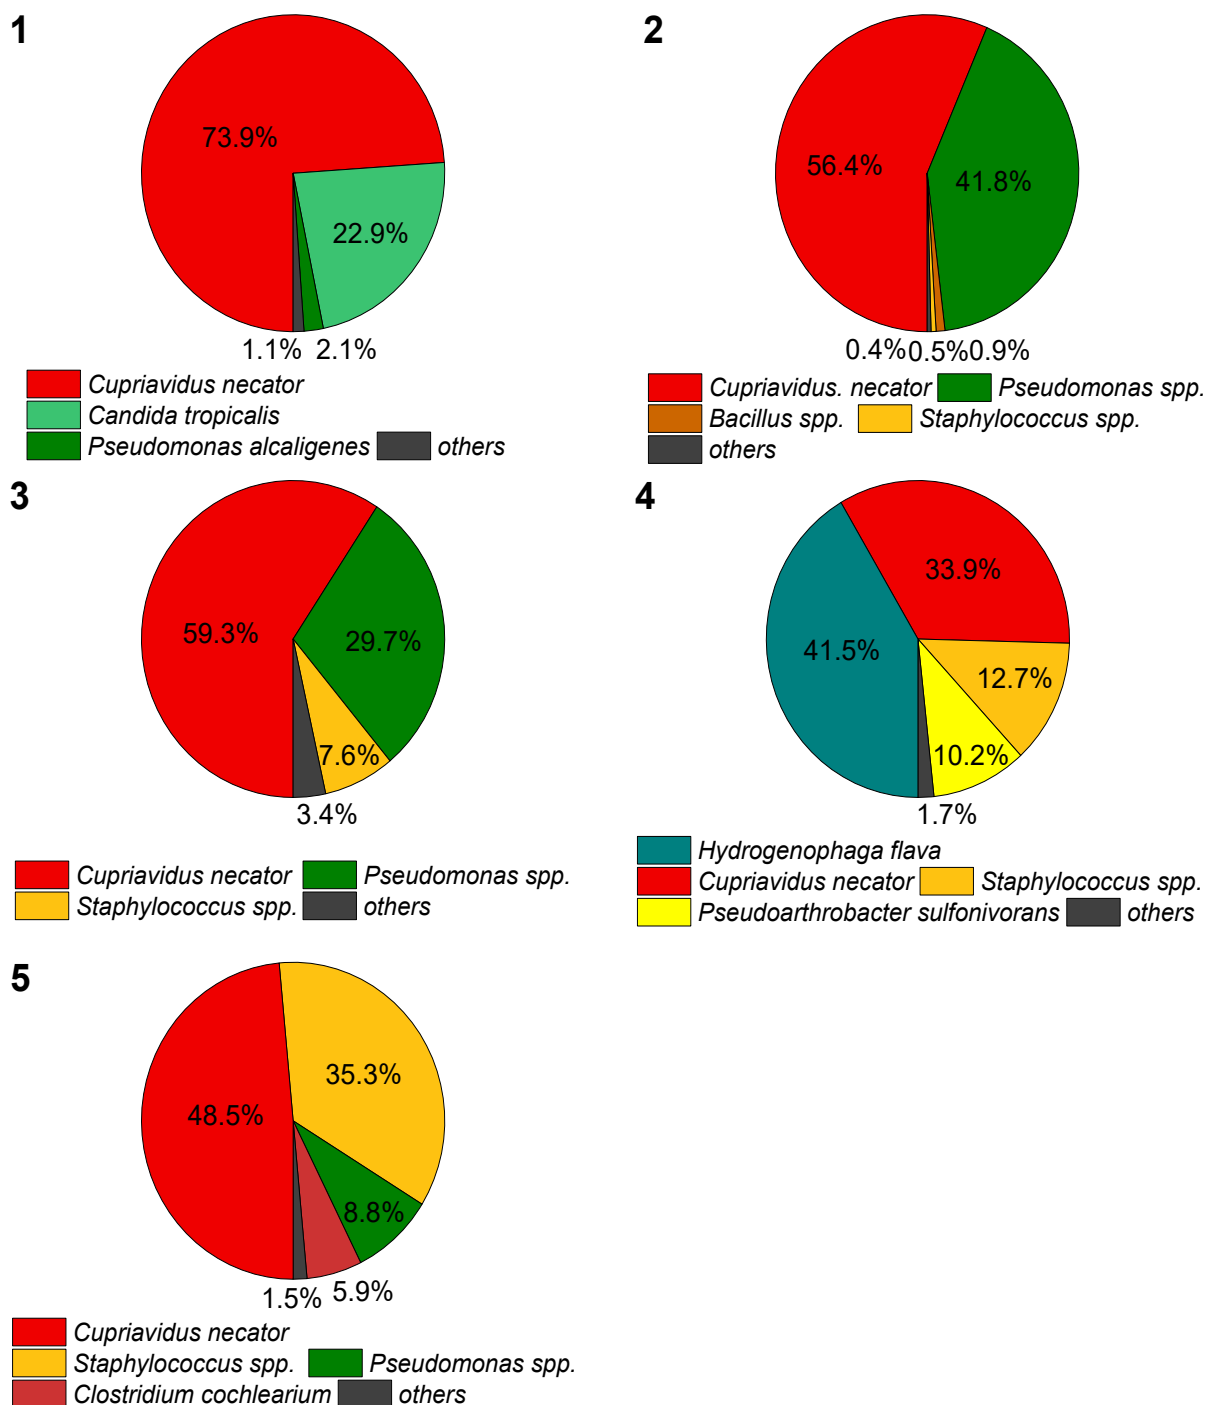 1
73.9%
22.9%
1.1% 2.1%
Cupriavidus necator
Candida tropicalis
Pseudomonas alcaligenes others
2
56.4%
41.8%
0.4% 0.5% 0.9%
Cupriavidus. necator Pseudomonas spp.
Bacillus spp. Staphylococcus spp.
others
3
59.3%
29.7%
7.6%
3.4%
Cupriavidus necator Pseudomonas spp.
Staphylococcus spp. others
4
33.9%
41.5%
12.7%
10.2%
1.7%
Hydrogenophaga flava
Cupriavidus necator Staphylococcus spp.
Pseudoarthrobacter sulfonivorans others
5
35.3%
48.5%
8.8%
1.5% 5.9%
Cupriavidus necator
Staphylococcus spp. Pseudomonas spp.
Clostridium cochlearium others